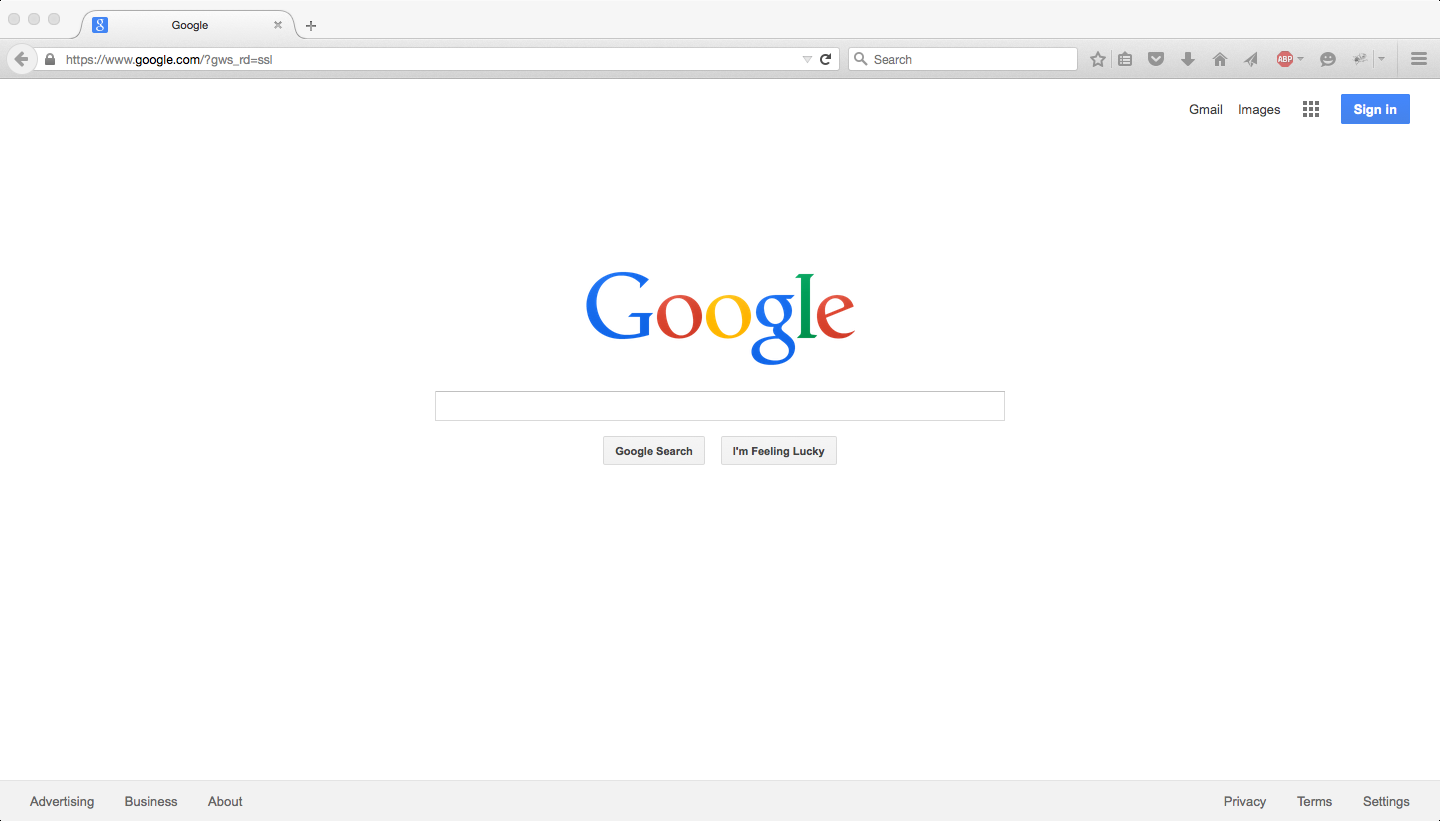 Google
https://www.google.com/?gws_rd=ssl
Search
ABP
Gmail Images Sign in
Google
Google Search I'm Feeling Lucky
Advertising Business About Privacy Terms Settings